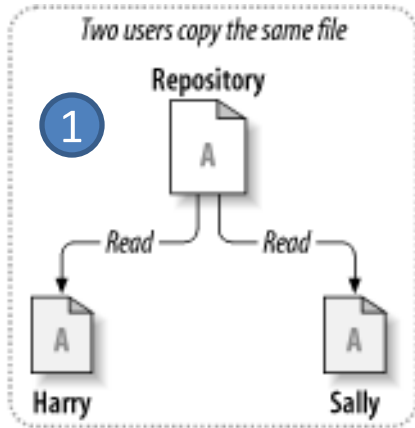 Two users copy the same file
Repository
1
A
Read Read
A A
Harry Sally